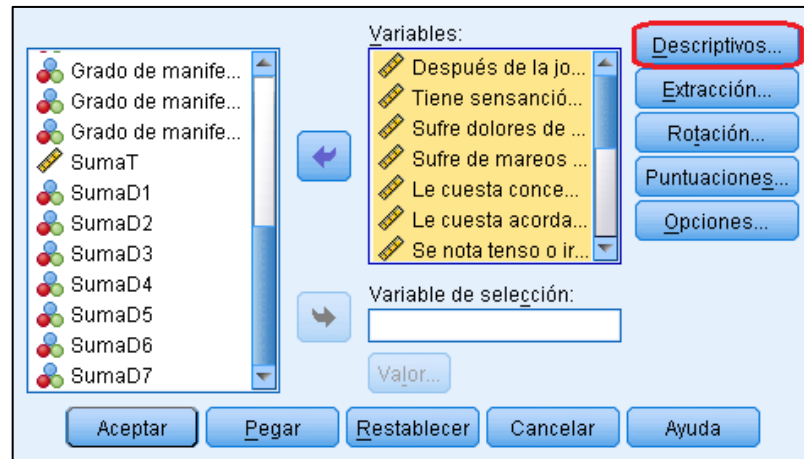 Grado de manife...
Grado de manife...
Grado de manife...
SumaT
SumaD1
SumaD2
SumaD3
SumaD4
SumaD5
SumaD6
SumaD7
Variables:
Después de la jo...
Tiene sensanció...
Sufre dolores de ...
Sufre de mareos ...
Le cuesta conce...
Le cuesta acorda...
Se nota tenso o ir...
Variable de selección:
Valor...
Descriptivos...
Extracción...
Rotación...
Puntuaciones...
Opciones...
Aceptar
Pegar
Restablecer
Cancelar
Ayuda